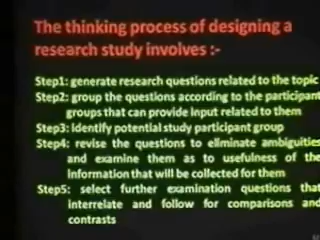 The thinking process of designing a
research study involves :-
Step1: generate research questions related to the topic
Step2: group the questions according to the participant
groups that can provide input related to them
Step3: Identify potential study participant group
Step4: revise the questions to eliminate ambiguities
and examine them as to usefulness of the
information that will be collected for them
Step5: select further examination questions that
interrelate and follow for comparisons and
contrasts